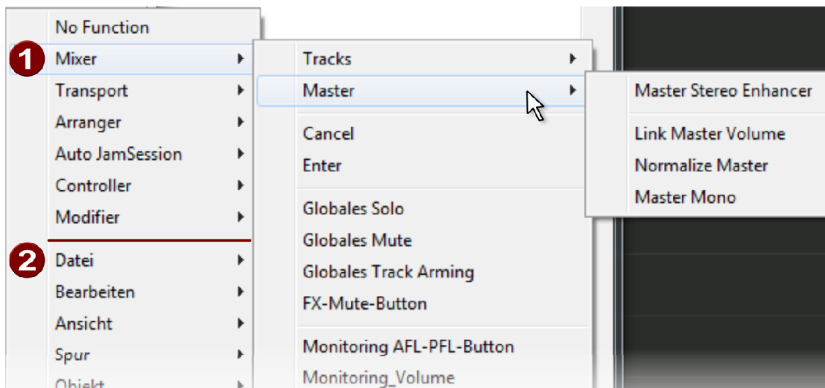 No Function
1 Mixer
Transport
Arranger
Auto JamSession
Controller
Modifier
2 Datei
Bearbeiten
Ansicht
Spur
Objekt
Tracks
Master
Cancel
Enter
Globales Solo
Globales Mute
Globales Track Arming
FX-Mute-Button
Monitoring AFL-PFL-Button
Monitoring_Volume
Master Stereo Enhancer
Link Master Volume
Normalize Master
Master Mono